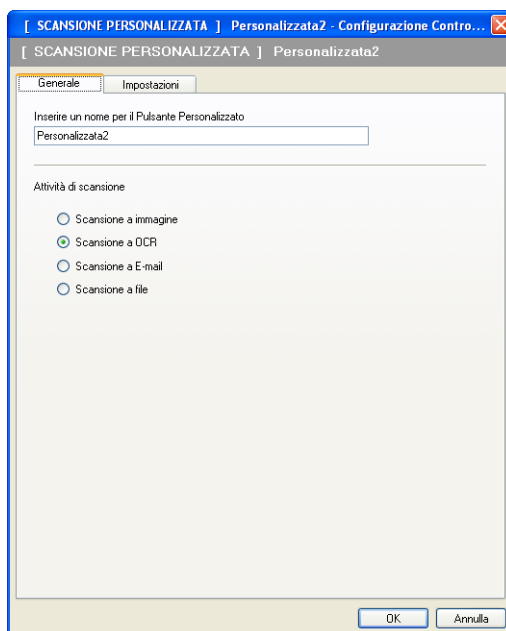 [ SCANSIONE PERSONALIZZATA ] Personalizzata2 - Configurazione Contro...
[ SCANSIONE PERSONALIZZATA ] Personalizzata2
Generale Impostazioni
Inserire un nome per il Pulsante Personalizzato
Personalizzata2
Attività di scansione
Scansione a immagine
Scansione a OCR
Scansione a E-mail
Scansione a file
OK Annulla